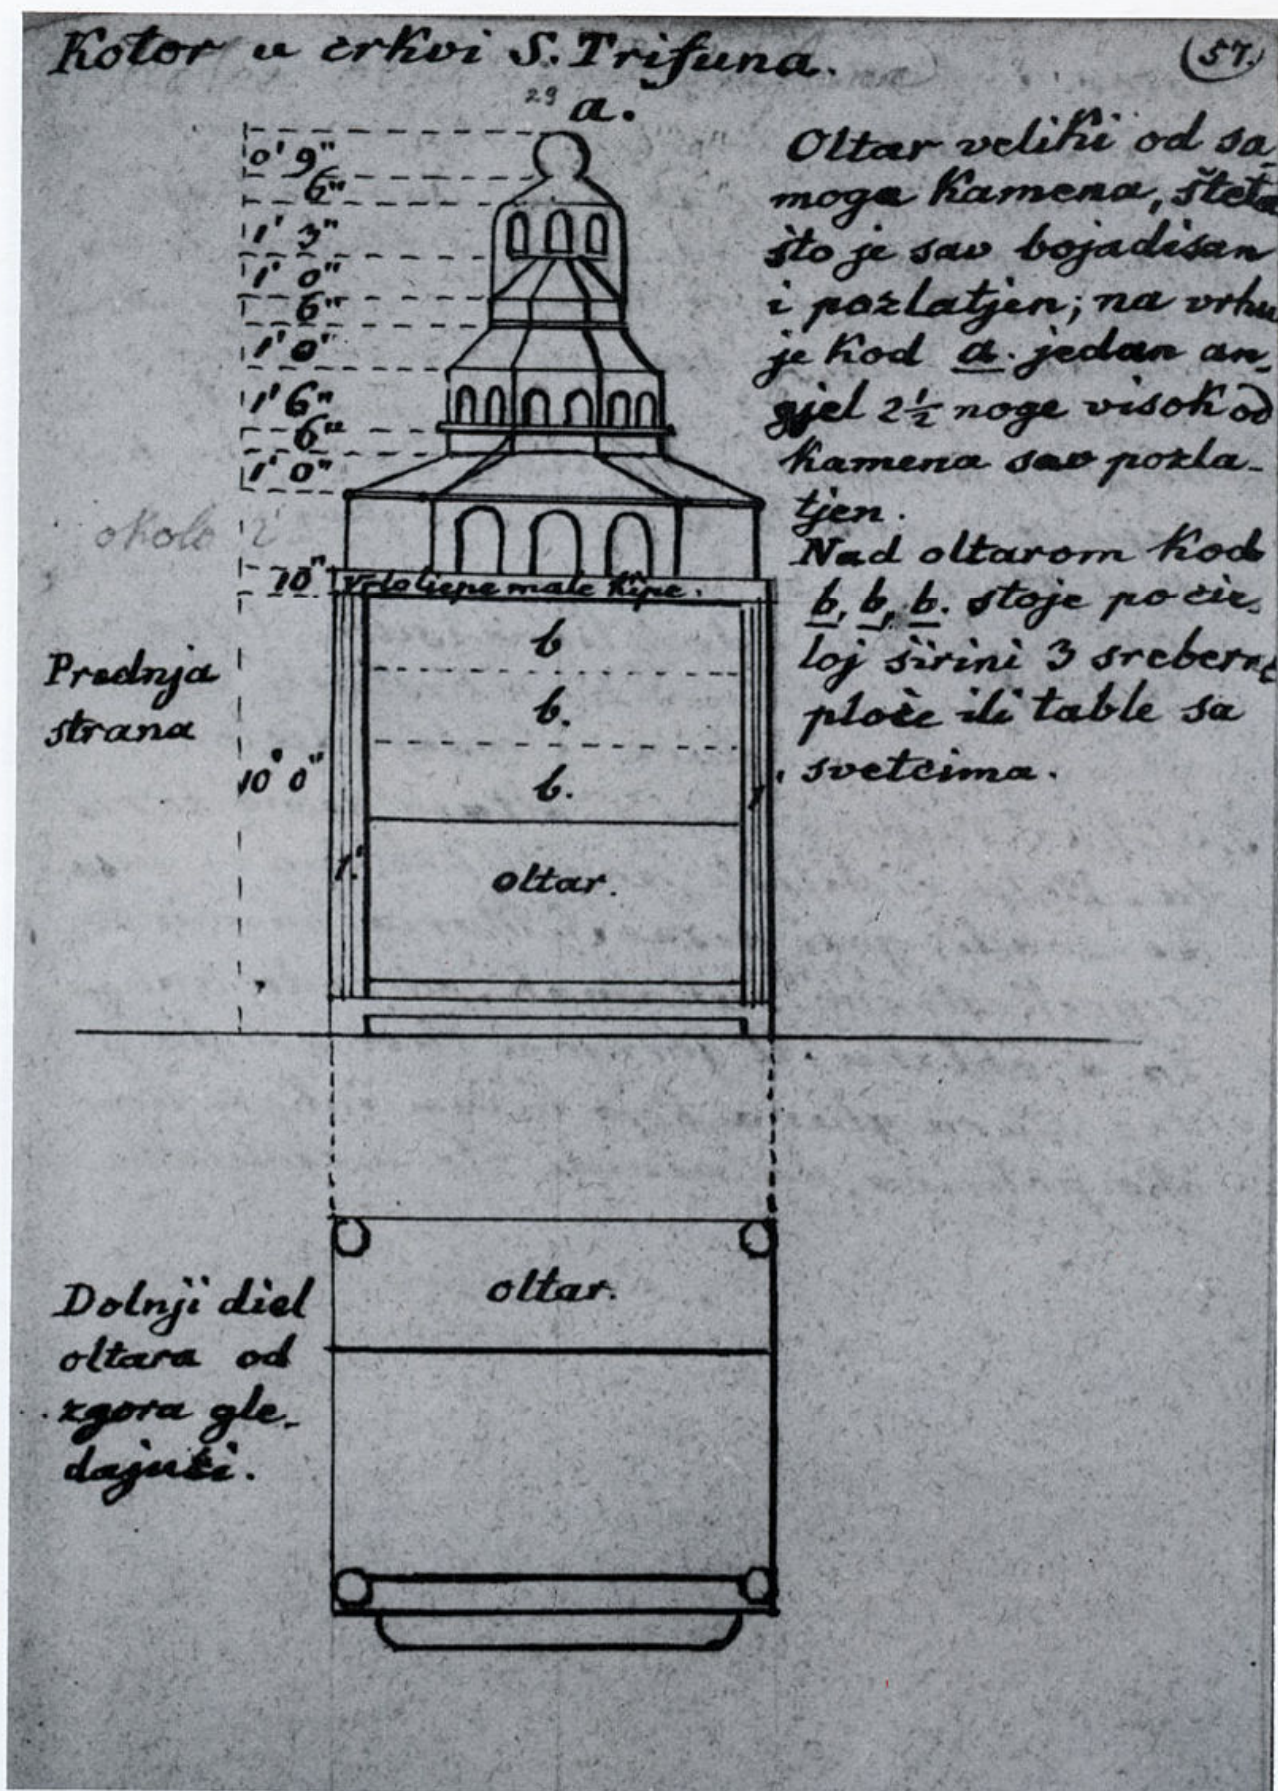 Kotor u crkvi S. Trifuna.
57.
29 a.
0' 9"
6"
1' 3"
1' 0"
6"
1' 0"
1' 6"
6"
1' 0"
okolo 2'
10"
Vrlo liepe male kipe.
Prednja
strana
10' 0"
b
b.
b.
1'
1'
oltar.
Oltar veliki od sa-
moga kamena, šteta
što je sav bojadisan
i pozlatjen; na vrhu
je kod a. jedan an-
gjel 2½ noge visok od
kamena sav pozla-
tjen.
Nad oltarom kod
b, b, b. stoje po cie-
loj širini 3 sreberne
ploče ili table sa
svetcima.
oltar.
Dolnji diel
oltara od
zgora gle-
dajući.